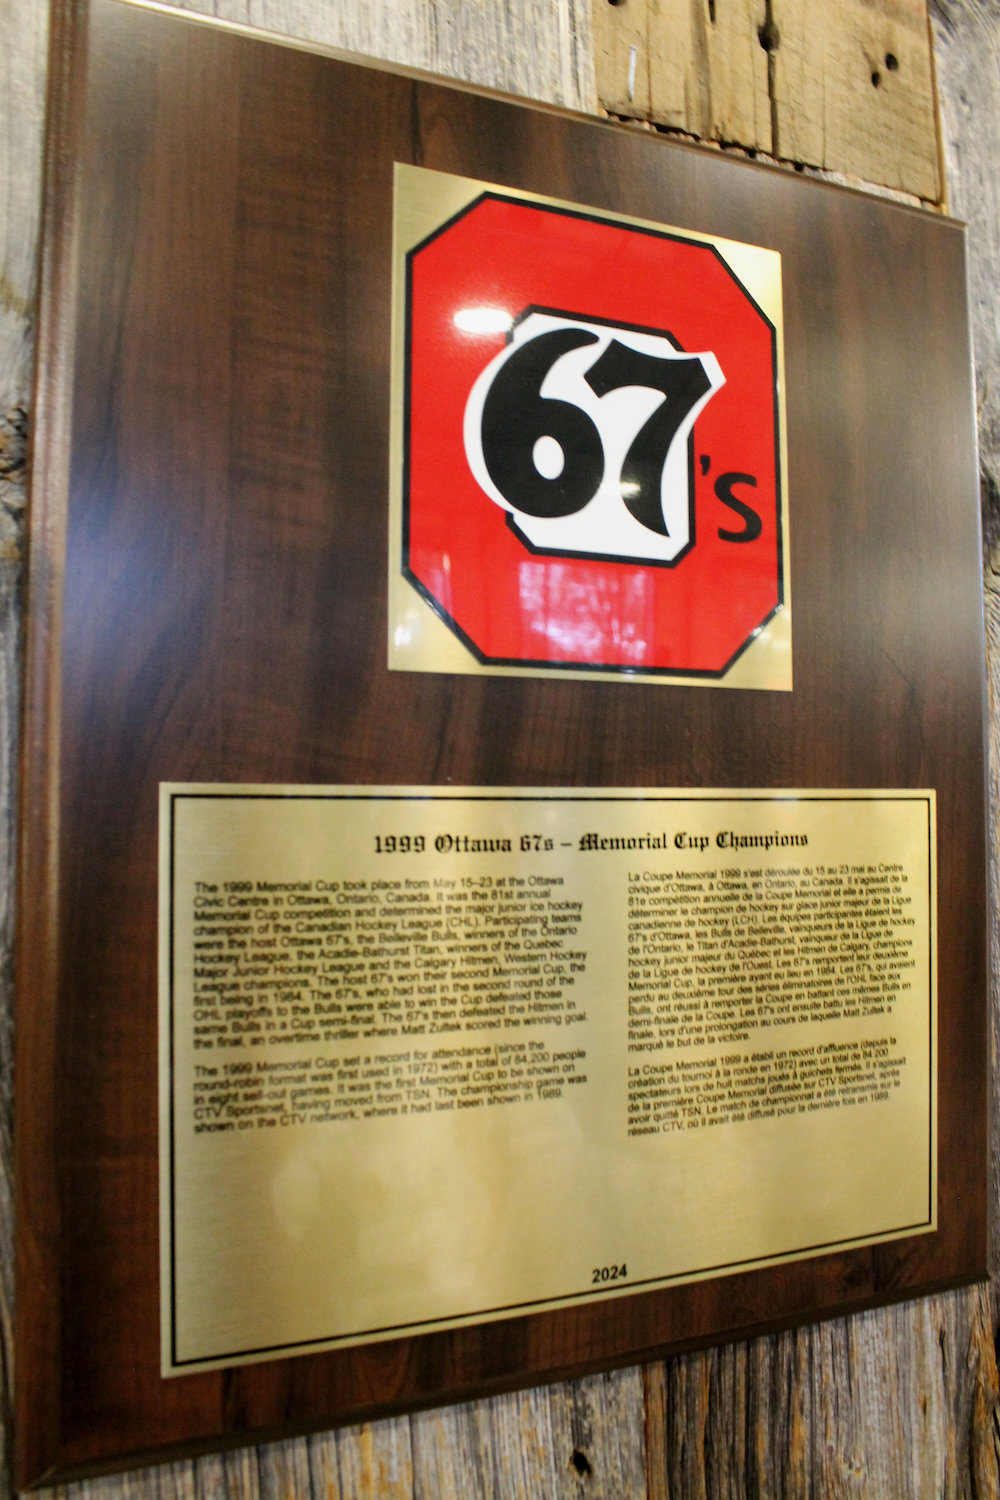 67's
1999 Ottawa 67s – Memorial Cup Champions
The 1999 Memorial Cup took place from May 15–23 at the Ottawa
Civic Centre in Ottawa, Ontario, Canada. It was the 81st annual
Memorial Cup competition and determined the major junior ice hockey
champion of the Canadian Hockey League (CHL). Participating teams
were the host Ottawa 67's, the Belleville Bulls, winners of the Ontario
Hockey League, the Acadie-Bathurst Titan, winners of the Quebec
Major Junior Hockey League and the Calgary Hitmen, Western Hockey
League champions. The host 67's won their second Memorial Cup, the
first being in 1984. The 67's, who had lost in the second round of the
OHL playoffs to the Bulls were able to win the Cup defeated those
same Bulls in a Cup semi-final. The 67's then defeated the Hitmen in
the final, an overtime thriller where Matt Zultek scored the winning goal.
The 1999 Memorial Cup set a record for attendance (since the
round-robin format was first used in 1972) with a total of 84,200 people
in eight sell-out games. It was the first Memorial Cup to be shown on
CTV Sportsnet, having moved from TSN. The championship game was
shown on the CTV network, where it had last been shown in 1989.
La Coupe Memorial 1999 s'est déroulée du 15 au 23 mai au Centre
civique d'Ottawa, à Ottawa, en Ontario, au Canada. Il s'agissait de la
81e compétition annuelle de la Coupe Memorial et elle a permis de
déterminer le champion de hockey sur glace junior majeur de la Ligue
canadienne de hockey (LCH). Les équipes participantes étaient les
67's d'Ottawa, les Bulls de Belleville, vainqueurs de la Ligue de hockey
de l'Ontario, le Titan d'Acadie-Bathurst, vainqueur de la Ligue de
hockey junior majeur du Québec et les Hitmen de Calgary, champions
de la Ligue de hockey de l'Ouest. Les 67's remportent leur deuxième
Memorial Cup, la première ayant eu lieu en 1984. Les 67's, qui avaient
perdu au deuxième tour des séries éliminatoires de l'OHL face aux
Bulls, ont réussi à remporter la Coupe en battant ces mêmes Bulls en
demi-finale de la Coupe. Les 67's ont ensuite battu les Hitmen en
finale, lors d'une prolongation au cours de laquelle Matt Zultek a
marqué le but de la victoire.
La Coupe Memorial 1999 a établi un record d'affluence (depuis la
création du tournoi à la ronde en 1972) avec un total de 84 200
spectateurs lors de huit matchs joués à guichets fermés. Il s'agissait
de la première Coupe Memorial diffusée sur CTV Sportsnet, après
avoir quitté TSN. Le match de championnat a été retransmis sur le
réseau CTV, où il avait été diffusé pour la dernière fois en 1989.
2024